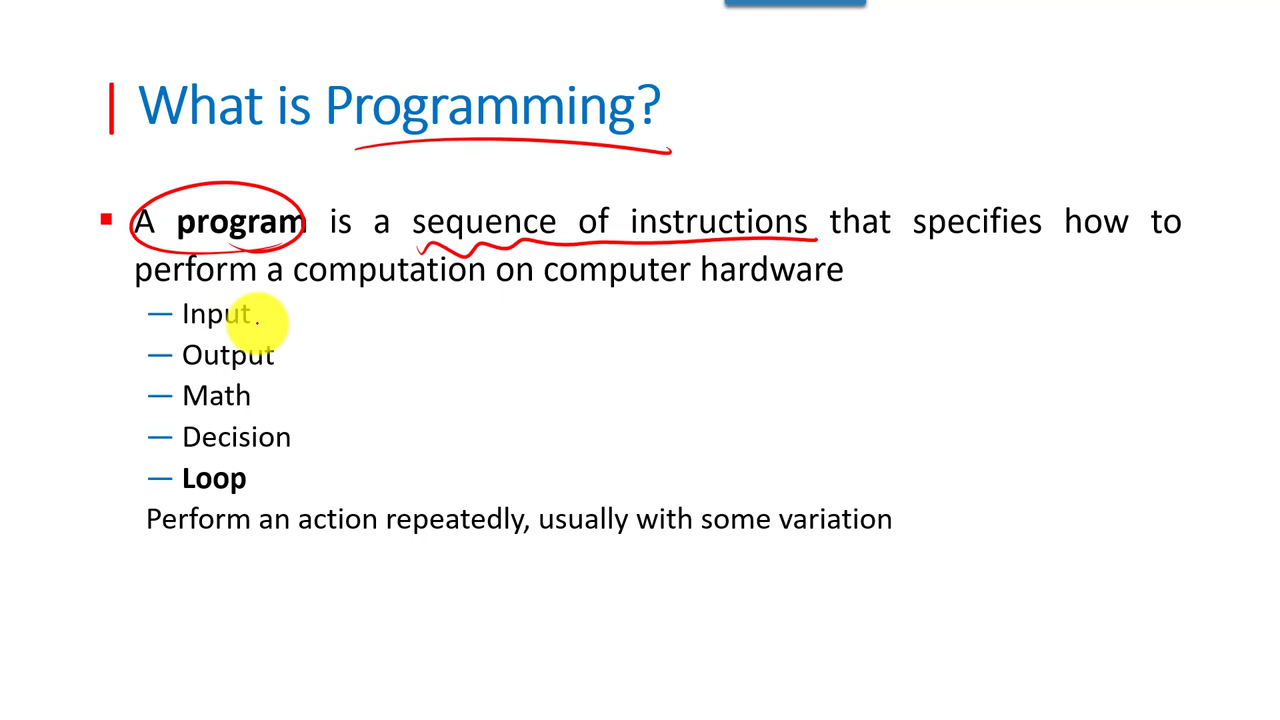 | What is Programming?
▪ A program is a sequence of instructions that specifies how to
perform a computation on computer hardware
— Input
— Output
— Math
— Decision
— Loop
Perform an action repeatedly, usually with some variation